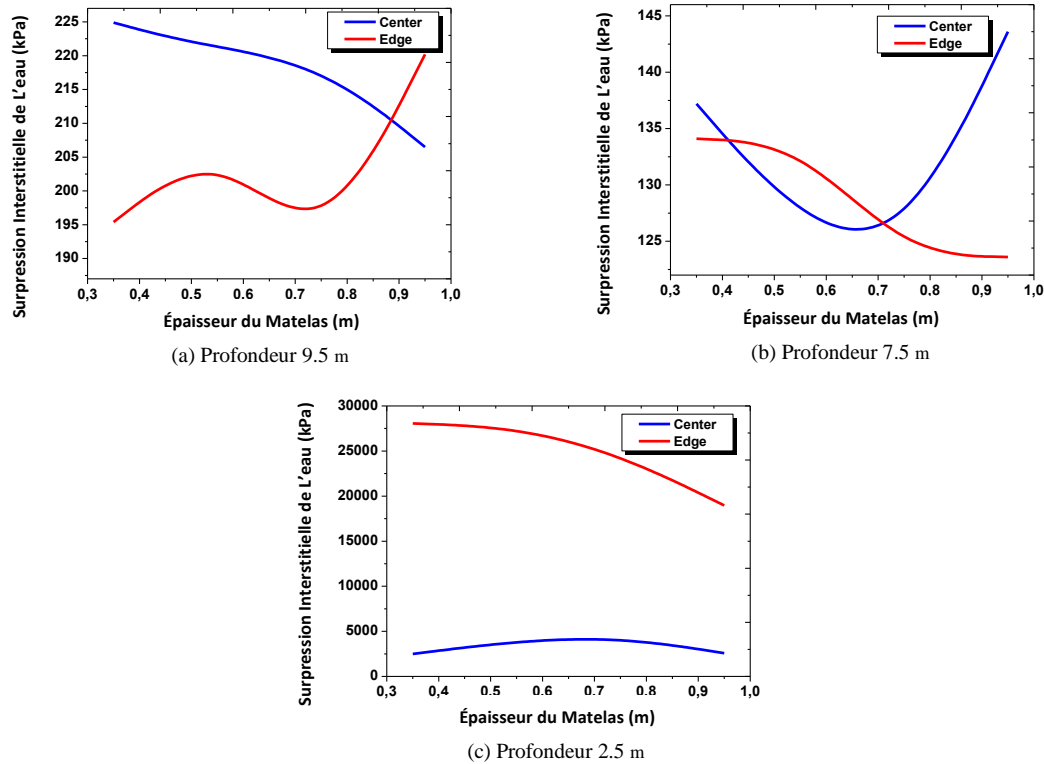 225
220
215
210
205
200
195
190
Surpression Interstitielle de L'eau (kPa)
Center
Edge
0,3 0,4 0,5 0,6 0,7 0,8 0,9 1,0
Épaisseur du Matelas (m)
(a) Profondeur 9.5 m
145
140
135
130
125
Surpression Interstitielle de L'eau (kPa)
Center
Edge
0,3 0,4 0,5 0,6 0,7 0,8 0,9 1,0
Épaisseur du Matelas (m)
(b) Profondeur 7.5 m
30000
25000
20000
15000
10000
5000
0
Surpression Interstitielle de L'eau (kPa)
Center
Edge
0,3 0,4 0,5 0,6 0,7 0,8 0,9 1,0
Épaisseur du Matelas (m)
(c) Profondeur 2.5 m